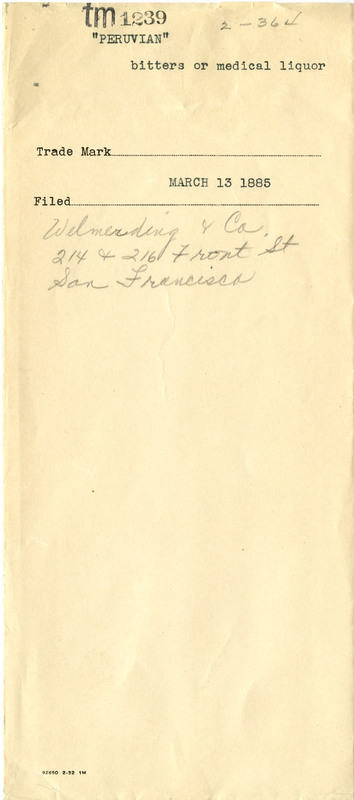 tm 1239
2-364
"PERUVIAN"
bitters or medical liquor
Trade Mark
MARCH 13 1885
Filed
Wilmerding & Co.
214 & 216 Front St
San Francisco
92650 2-32 1M